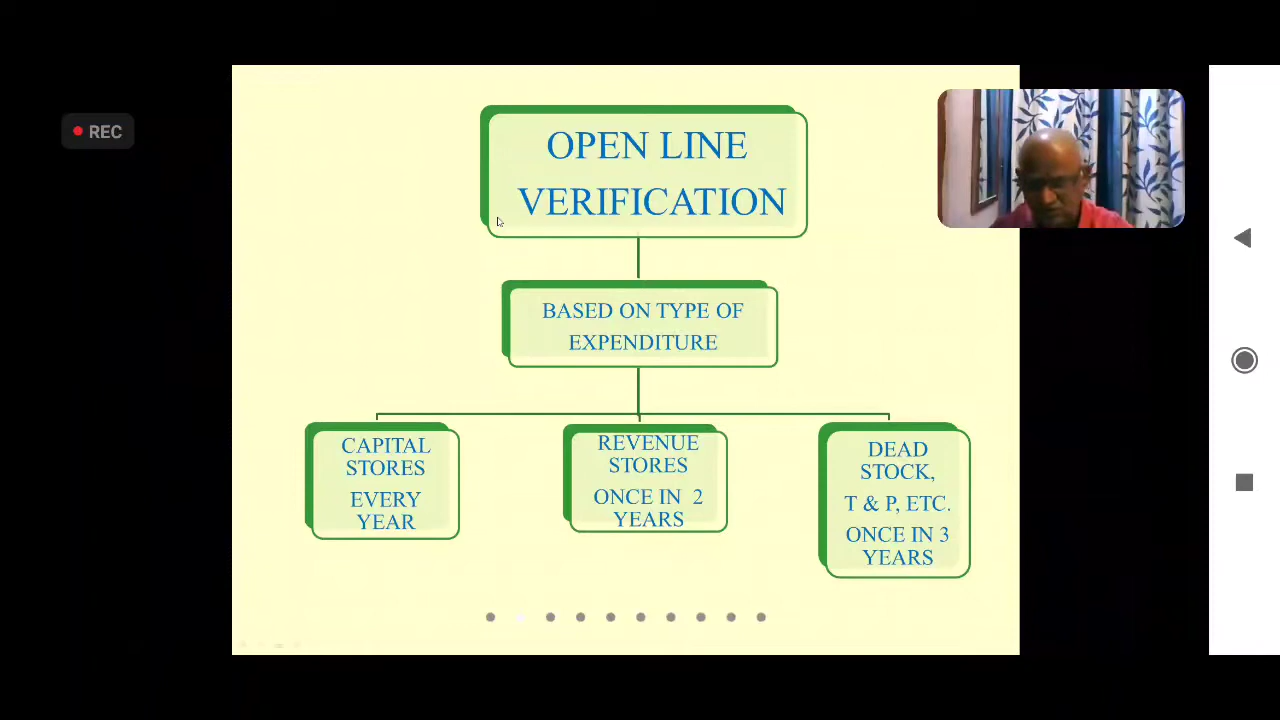 REC
OPEN LINE
VERIFICATION
BASED ON TYPE OF
EXPENDITURE
CAPITAL
STORES
EVERY
YEAR
REVENUE
STORES
ONCE IN 2
YEARS
DEAD
STOCK,
T & P, ETC.
ONCE IN 3
YEARS